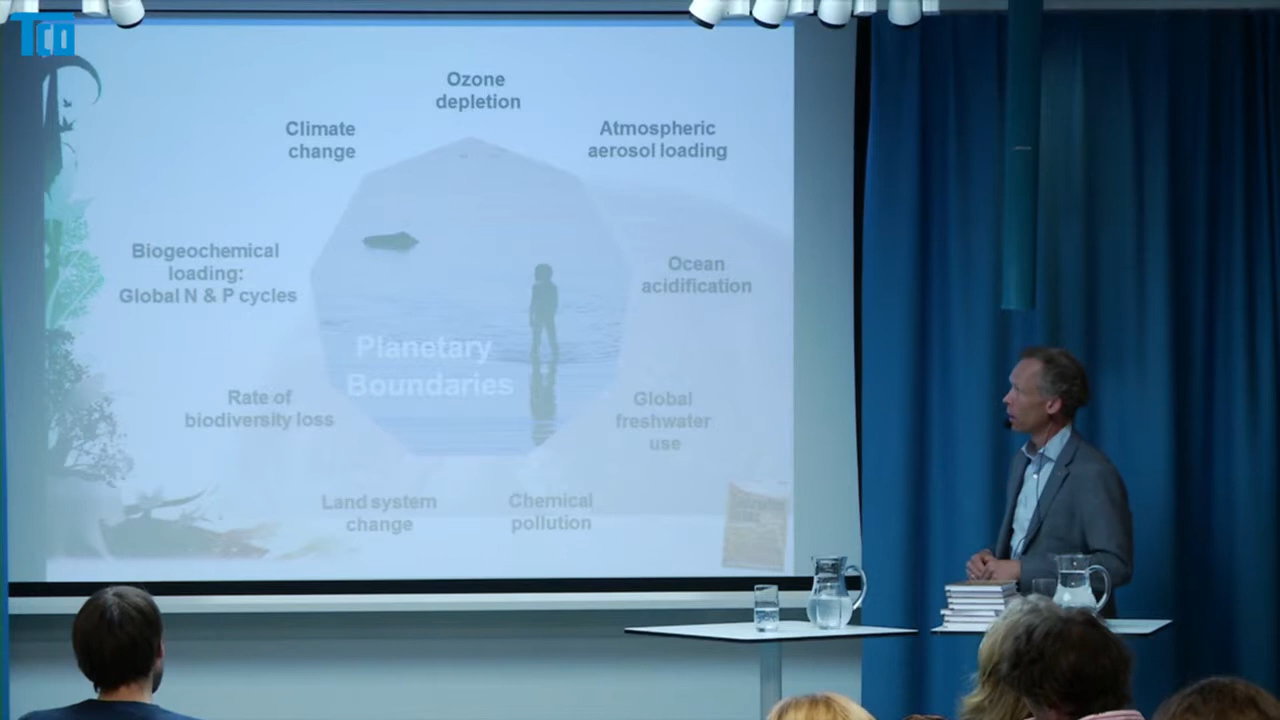 TCO
Ozone
depletion
Climate
change
Atmospheric
aerosol loading
Biogeochemical
loading:
Global N & P cycles
Ocean
acidification
Planetary
Boundaries
Rate of
biodiversity loss
Global
freshwater
use
Land system
change
Chemical
pollution